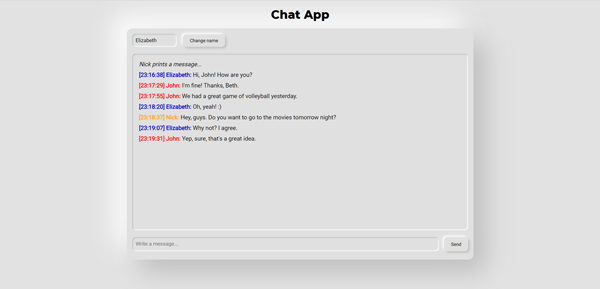 Chat App
Elizabeth
Change name
Nick prints a message...
[23:16:38] Elizabeth: Hi, John! How are you?
[23:17:29] John: I'm fine! Thanks, Beth.
[23:17:55] John: We had a great game of volleyball yesterday.
[23:18:20] Elizabeth: Oh, yeah! :)
[23:18:37] Nick: Hey, guys. Do you want to go to the movies tomorrow night?
[23:19:07] Elizabeth: Why not? I agree.
[23:19:31] John: Yep, sure, that's a great idea.
Write a message...
Send